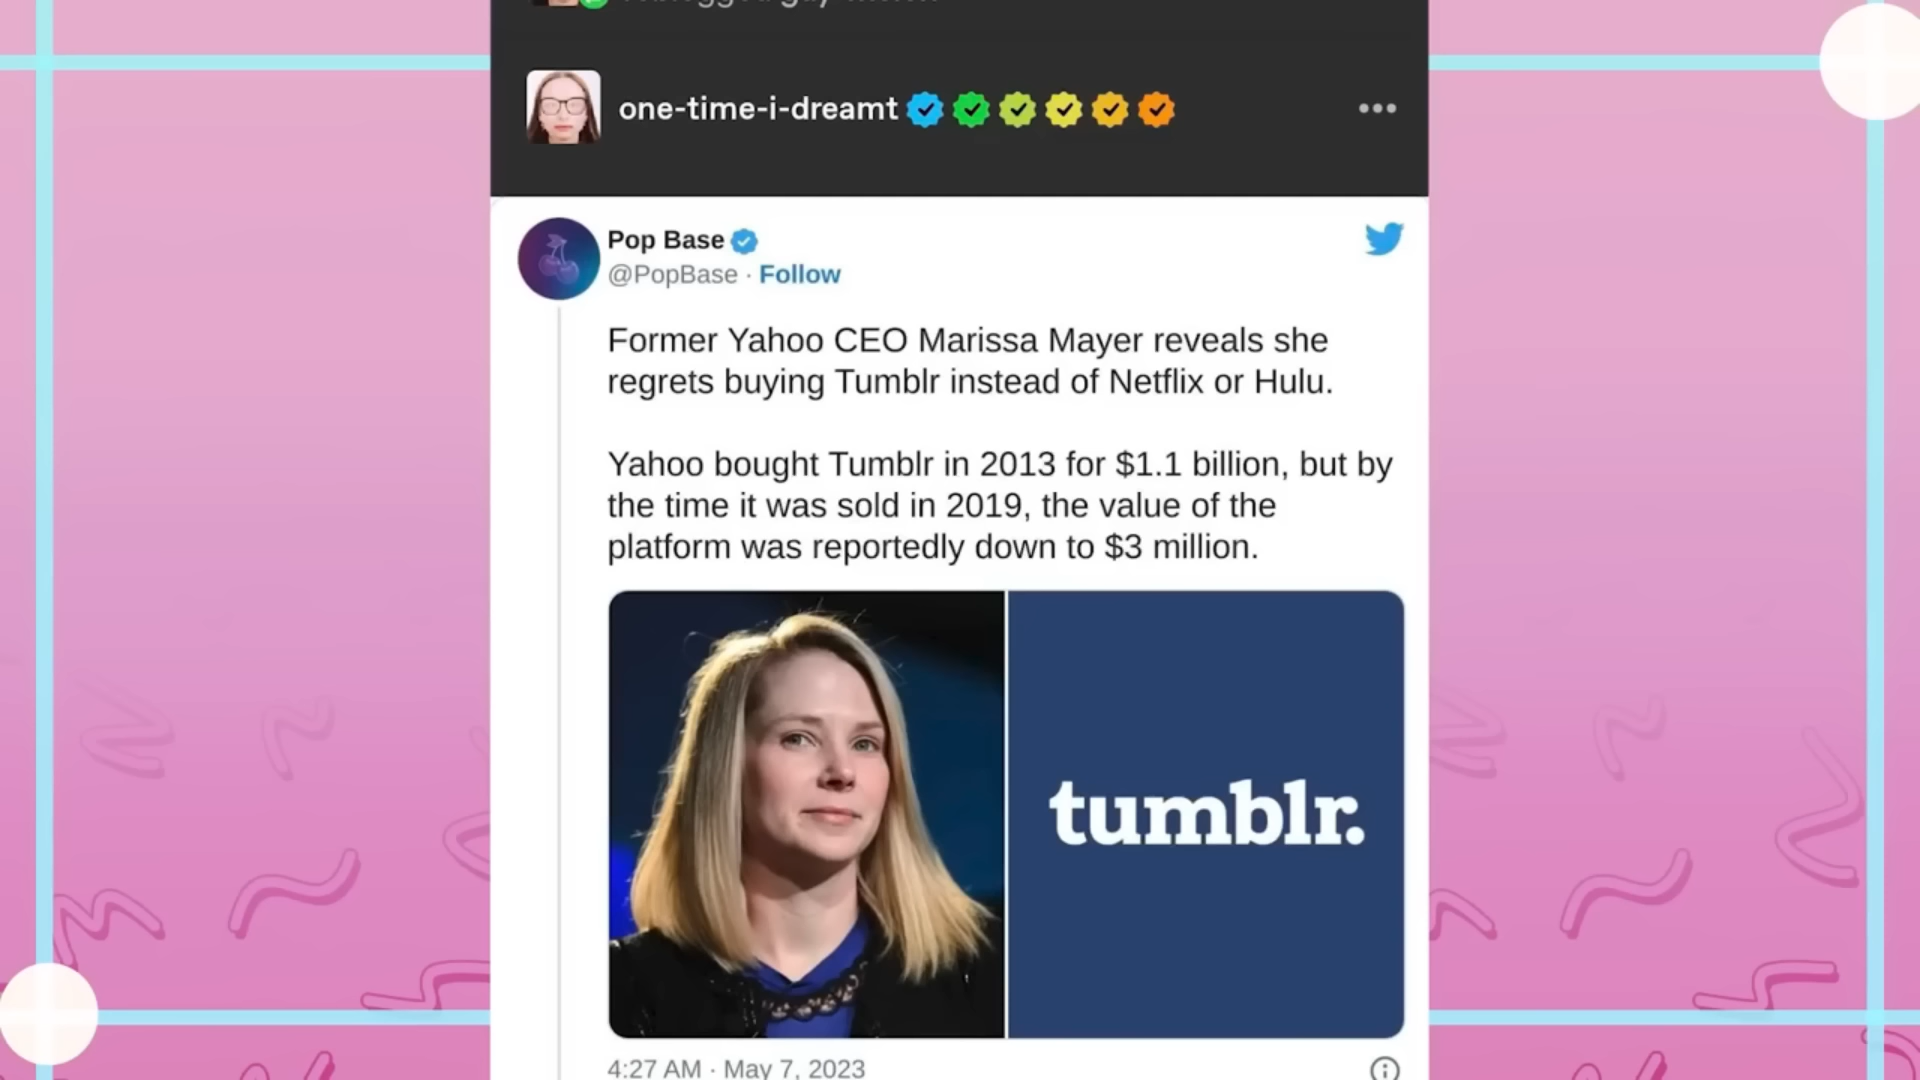 one-time-i-dreamt
Pop Base
@PopBase · Follow
Former Yahoo CEO Marissa Mayer reveals she
regrets buying Tumblr instead of Netflix or Hulu.
Yahoo bought Tumblr in 2013 for $1.1 billion, but by
the time it was sold in 2019, the value of the
platform was reportedly down to $3 million.
tumblr.
4:27 AM · May 7, 2023